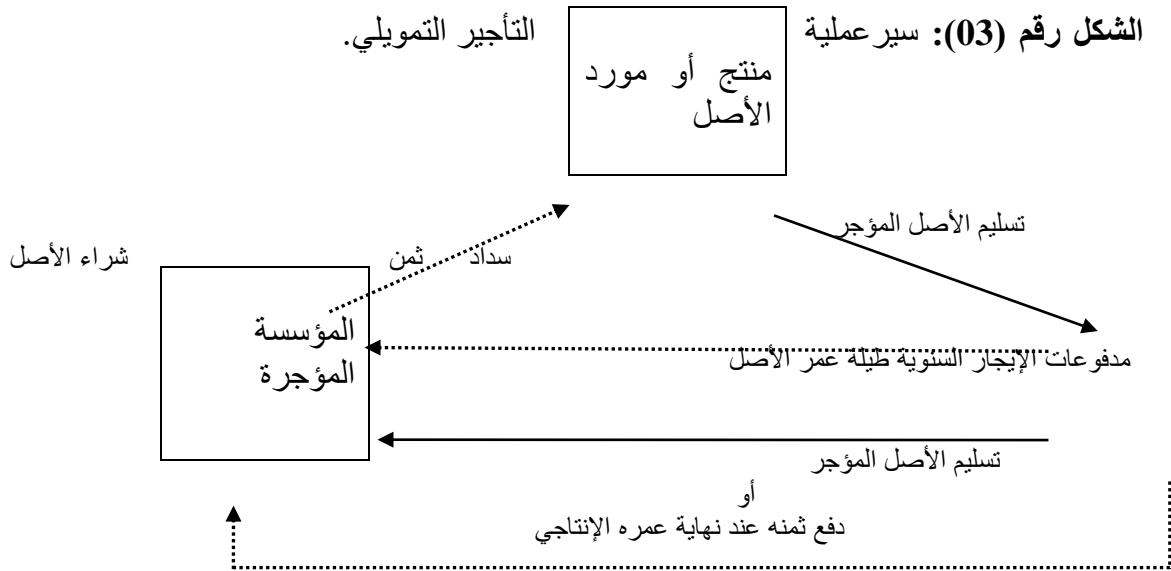 الشكل رقم (03): سير عملية التأجير التمويلي.
منتج أو مورد
الأصل
تسليم الأصل المؤجر
سداد ثمن شراء الأصل
المؤسسة
المؤجرة
مدفوعات الإيجار السنوية طيلة عمر الأصل
تسليم الأصل المؤجر
أو
دفع ثمنه عند نهاية عمره الإنتاجي